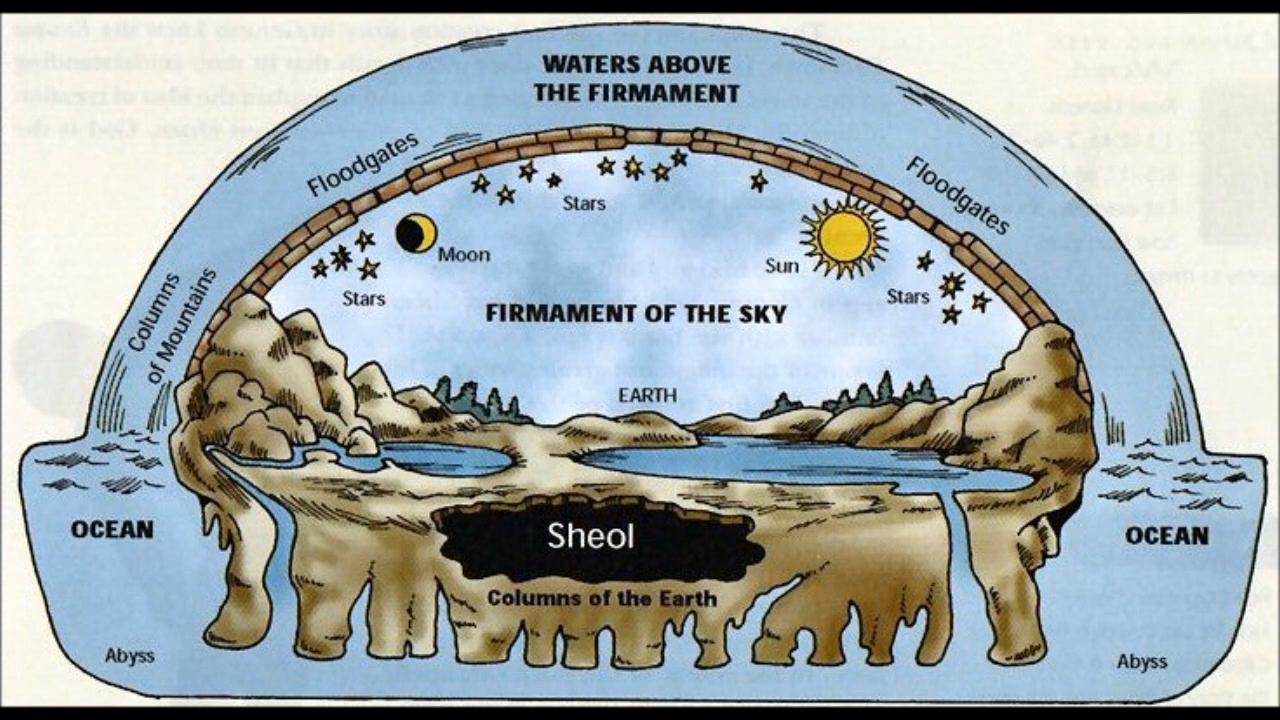 WATERS ABOVE
THE FIRMAMENT
Floodgates
Floodgates
Stars
Moon
Sun
Stars
Stars
Columns
of Mountains
FIRMAMENT OF THE SKY
EARTH
OCEAN
Sheol
OCEAN
Columns of the Earth
Abyss
Abyss